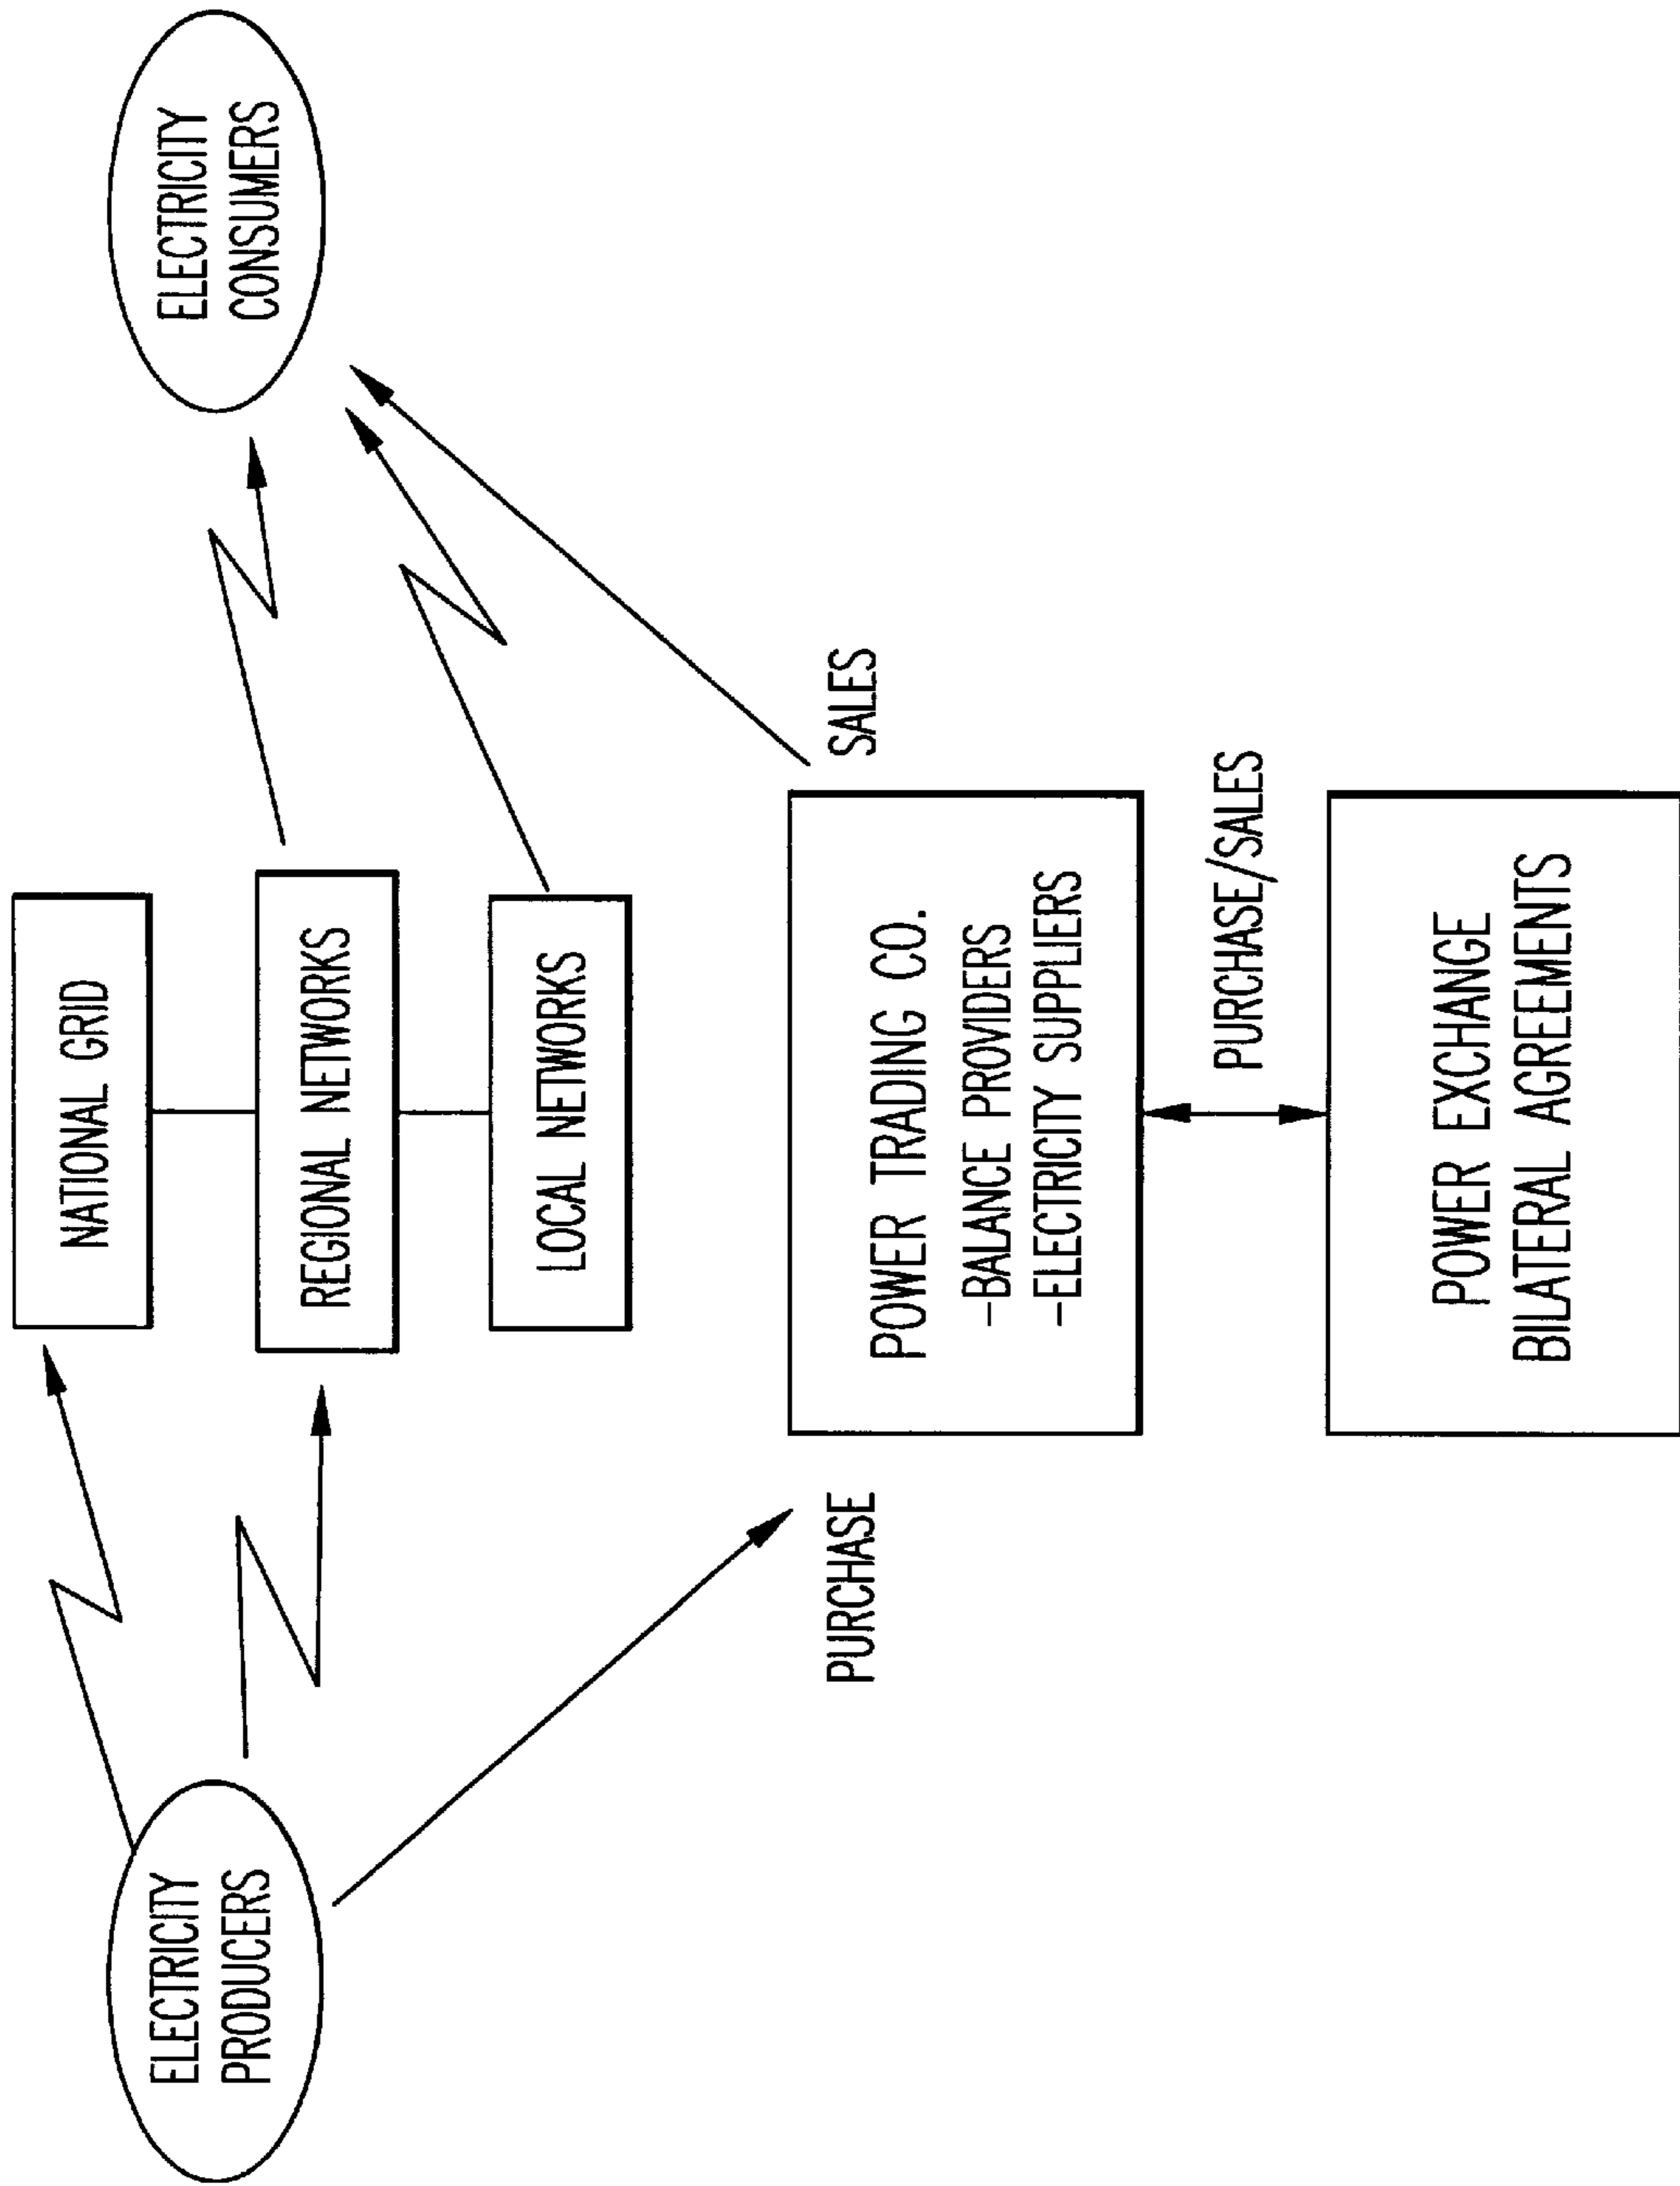 NATIONAL GRID
ELECTRICITY
PRODUCERS
REGIONAL NETWORKS
ELECTRICITY
CONSUMERS
LOCAL NETWORKS
PURCHASE
SALES
POWER TRADING CO.
-BALANCE PROVIDERS
-ELECTRICITY SUPPLIERS
PURCHASE/SALES
POWER EXCHANGE
BILATERAL AGREEMENTS